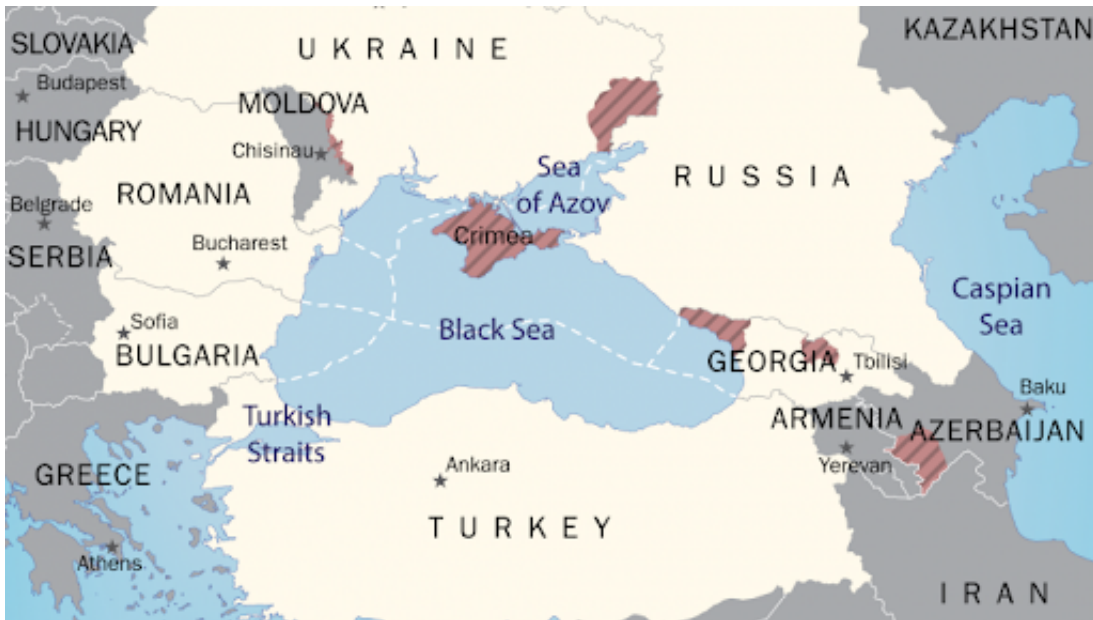 SLOVAKIA
Budapest
HUNGARY
UKRAINE
KAZAKHSTAN
MOLDOVA
Chisinau
Sea
of Azov
RUSSIA
ROMANIA
Belgrade
SERBIA
Bucharest
Crimea
Caspian
Sea
Sofia
BULGARIA
Black Sea
GEORGIA
Tbilisi
Baku
Turkish
Straits
ARMENIA
AZERBAIJAN
Yerevan
GREECE
Ankara
TURKEY
Athens
IRAN